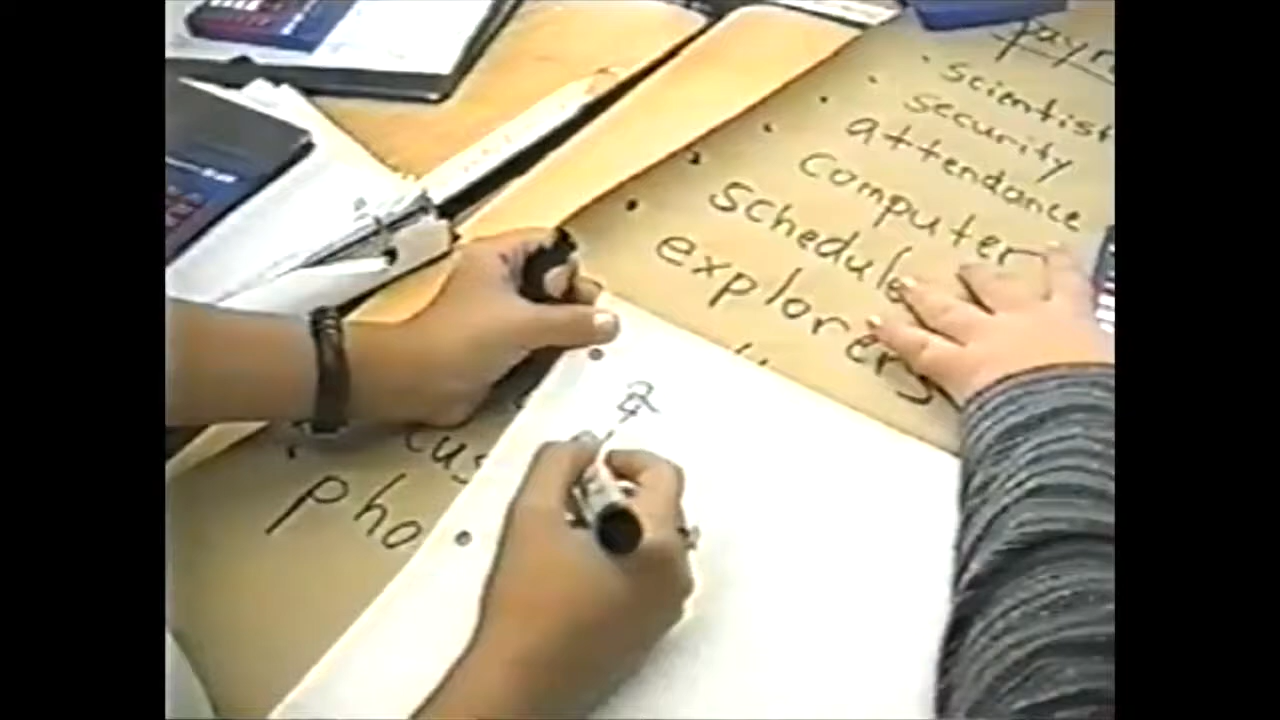 payr
scientist
security
attendance
computer
schedule
explorers
cus
pho